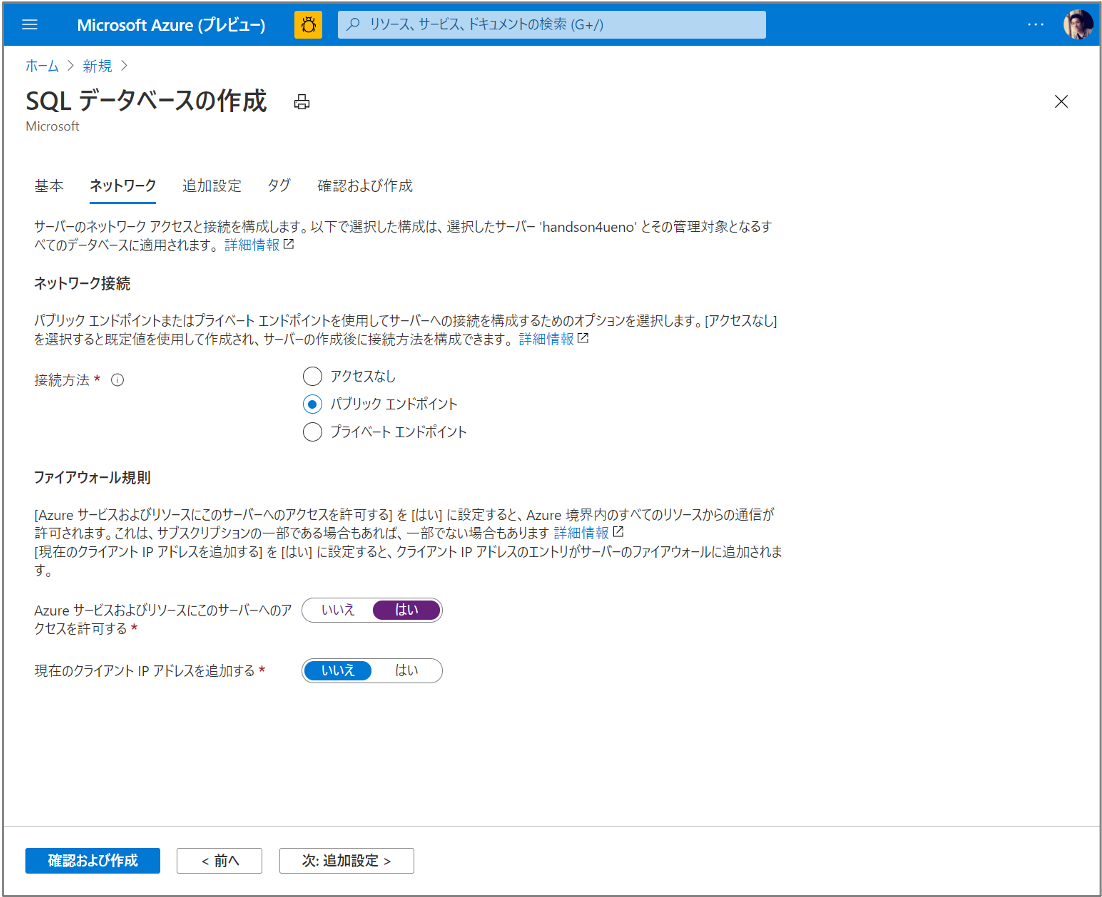 Microsoft Azure (プレビュー)
リソース、サービス、ドキュメントの検索 (G+/)
ホーム > 新規 >
SQL データベースの作成
Microsoft
基本 ネットワーク 追加設定 タグ 確認および作成
サーバーのネットワーク アクセスと接続を構成します。以下で選択した構成は、選択したサーバー 'handson4ueno' とその管理対象となるす
べてのデータベースに適用されます。 詳細情報
ネットワーク接続
パブリック エンドポイントまたはプライベート エンドポイントを使用してサーバーへの接続を構成するためのオプションを選択します。[アクセスなし]
を選択すると既定値を使用して作成され、サーバーの作成後に接続方法を構成できます。 詳細情報
接続方法 *
アクセスなし
パブリック エンドポイント
プライベート エンドポイント
ファイアウォール規則
[Azure サービスおよびリソースにこのサーバーへのアクセスを許可する] を [はい] に設定すると、Azure 境界内のすべてのリソースからの通信が
許可されます。これは、サブスクリプションの一部である場合もあれば、一部でない場合もあります 詳細情報
[現在のクライアント IP アドレスを追加する] を [はい] に設定すると、クライアント IP アドレスのエントリがサーバーのファイアウォールに追加されま
す。
Azure サービスおよびリソースにこのサーバーへのア
クセスを許可する *
いいえ はい
現在のクライアント IP アドレスを追加する *
いいえ はい
確認および作成 < 前へ 次: 追加設定 >